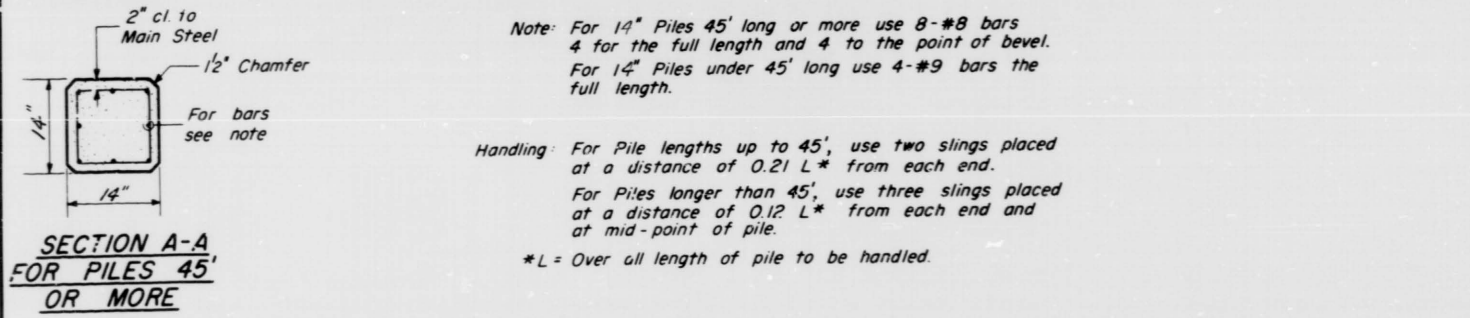 2" cl. to
Main Steel
1½" Chamfer
14"
For bars
see note
14"
SECTION A-A
FOR PILES 45'
OR MORE
Note: For 14" Piles 45' long or more use 8-#8 bars
4 for the full length and 4 to the point of bevel.
For 14" Piles under 45' long use 4-#9 bars the
full length.
Handling: For Pile lengths up to 45', use two slings placed
at a distance of 0.21 L* from each end.
For Piles longer than 45', use three slings placed
at a distance of 0.12 L* from each end and
at mid-point of pile.
*L = Over all length of pile to be handled.